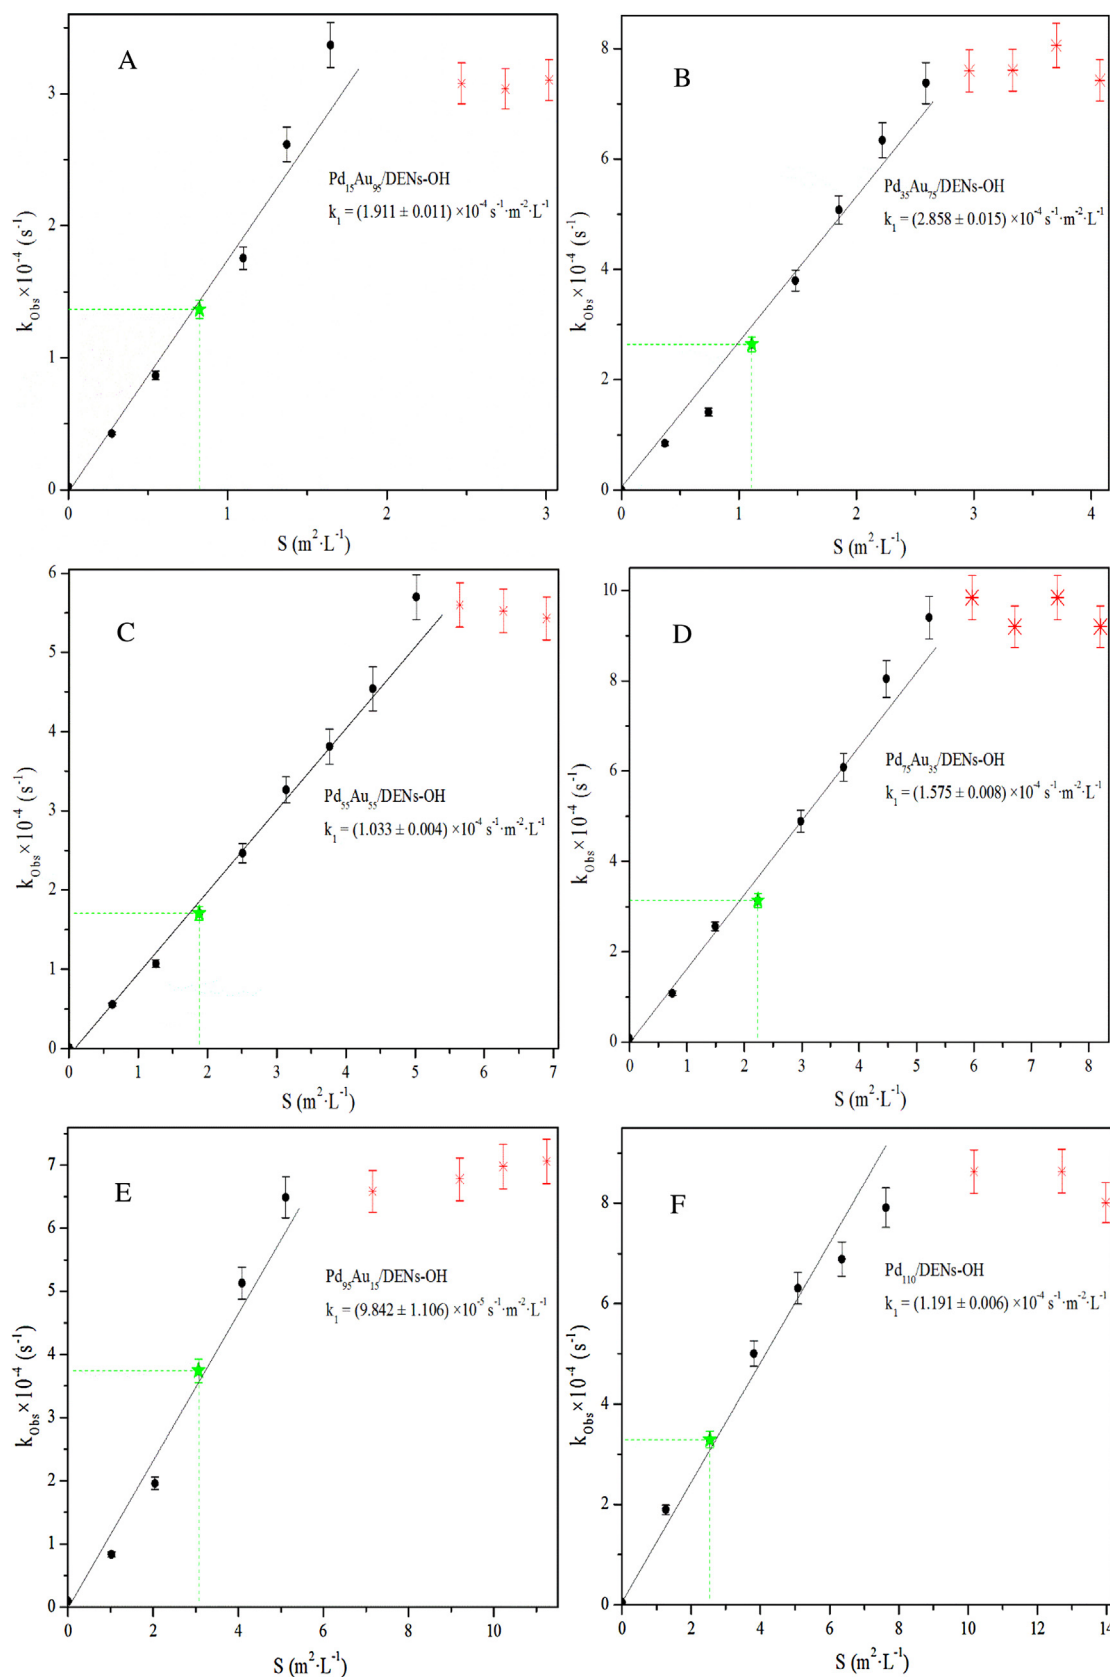 A
Pd15Au95/DENs-OH
k1 = (1.911 ± 0.011) ×10-4 s-1·m-2·L-1
kObs×10-4 (s-1)
3
2
1
0
0 1 2 3
S (m2·L-1)
B
Pd35Au75/DENs-OH
k1 = (2.858 ± 0.015) ×10-4 s-1·m-2·L-1
kObs×10-4 (s-1)
8
6
4
2
0
0 1 2 3 4
S (m2·L-1)
C
Pd55Au55/DENs-OH
k1 = (1.033 ± 0.004) ×10-4 s-1·m-2·L-1
kObs×10-4 (s-1)
6
5
4
3
2
1
0
0 1 2 3 4 5 6 7
S (m2·L-1)
D
Pd75Au35/DENs-OH
k1 = (1.575 ± 0.008) ×10-4 s-1·m-2·L-1
kObs×10-4 (s-1)
10
8
6
4
2
0
0 1 2 3 4 5 6 7 8
S (m2·L-1)
E
Pd95Au15/DENs-OH
k1 = (9.842 ± 1.106) ×10-5 s-1·m-2·L-1
kObs×10-4 (s-1)
7
6
5
4
3
2
1
0
0 2 4 6 8 10
S (m2·L-1)
F
Pd110/DENs-OH
k1 = (1.191 ± 0.006) ×10-4 s-1·m-2·L-1
kObs×10-4 (s-1)
8
6
4
2
0
0 2 4 6 8 10 12 14
S (m2·L-1)